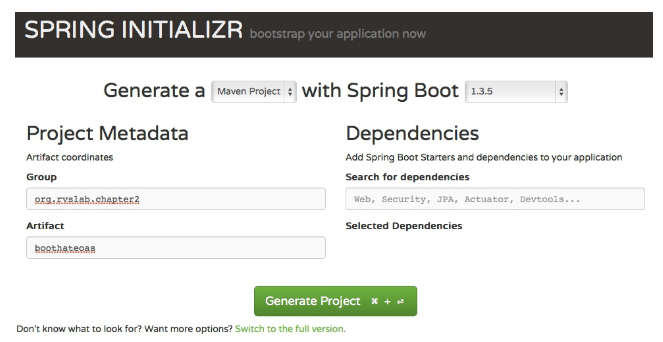 SPRING INITIALIZR bootstrap your application now
Generate a Maven Project with Spring Boot 1.3.5
Project Metadata
Artifact coordinates
Group
org.rvslab.chapter2
Artifact
boothateoas
Dependencies
Add Spring Boot Starters and dependencies to your application
Search for dependencies
Web, Security, JPA, Actuator, Devtools...
Selected Dependencies
Generate Project ⌘ + ⏎
Don't know what to look for? Want more options? Switch to the full version.